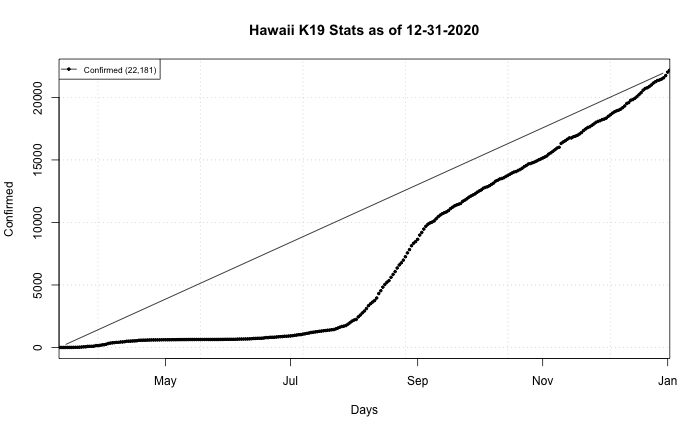 Hawaii K19 Stats as of 12-31-2020
Confirmed (22,181)
Confirmed
20000
15000
10000
5000
0
May
Jul
Sep
Nov
Jan
Days